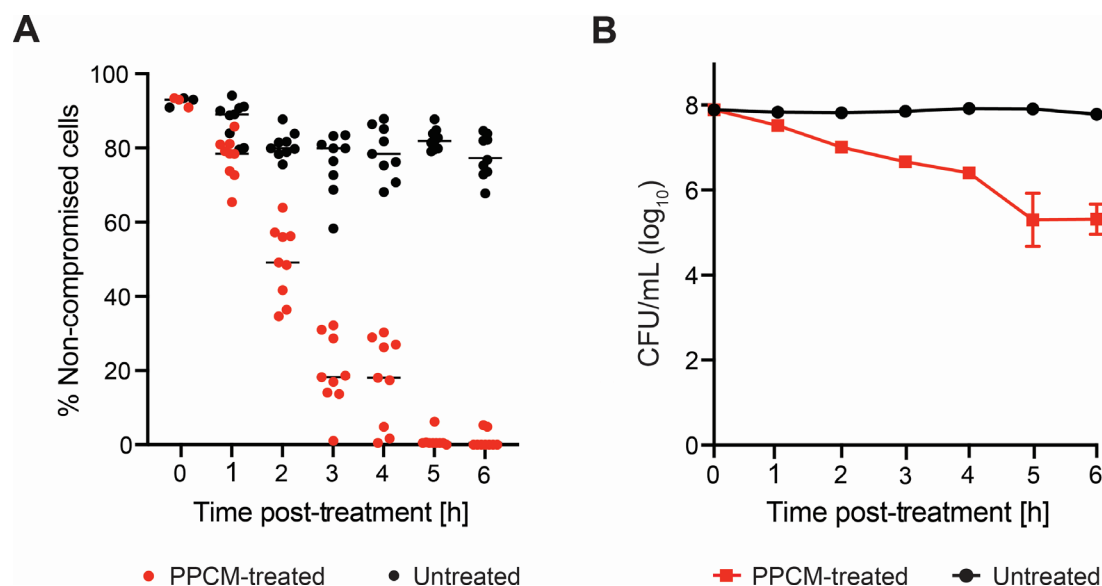 A
% Non-compromised cells
100
80
60
40
20
0
0 1 2 3 4 5 6
Time post-treatment [h]
PPCM-treated Untreated
B
CFU/mL (log10)
8
6
4
2
0
0 1 2 3 4 5 6
Time post-treatment [h]
PPCM-treated Untreated